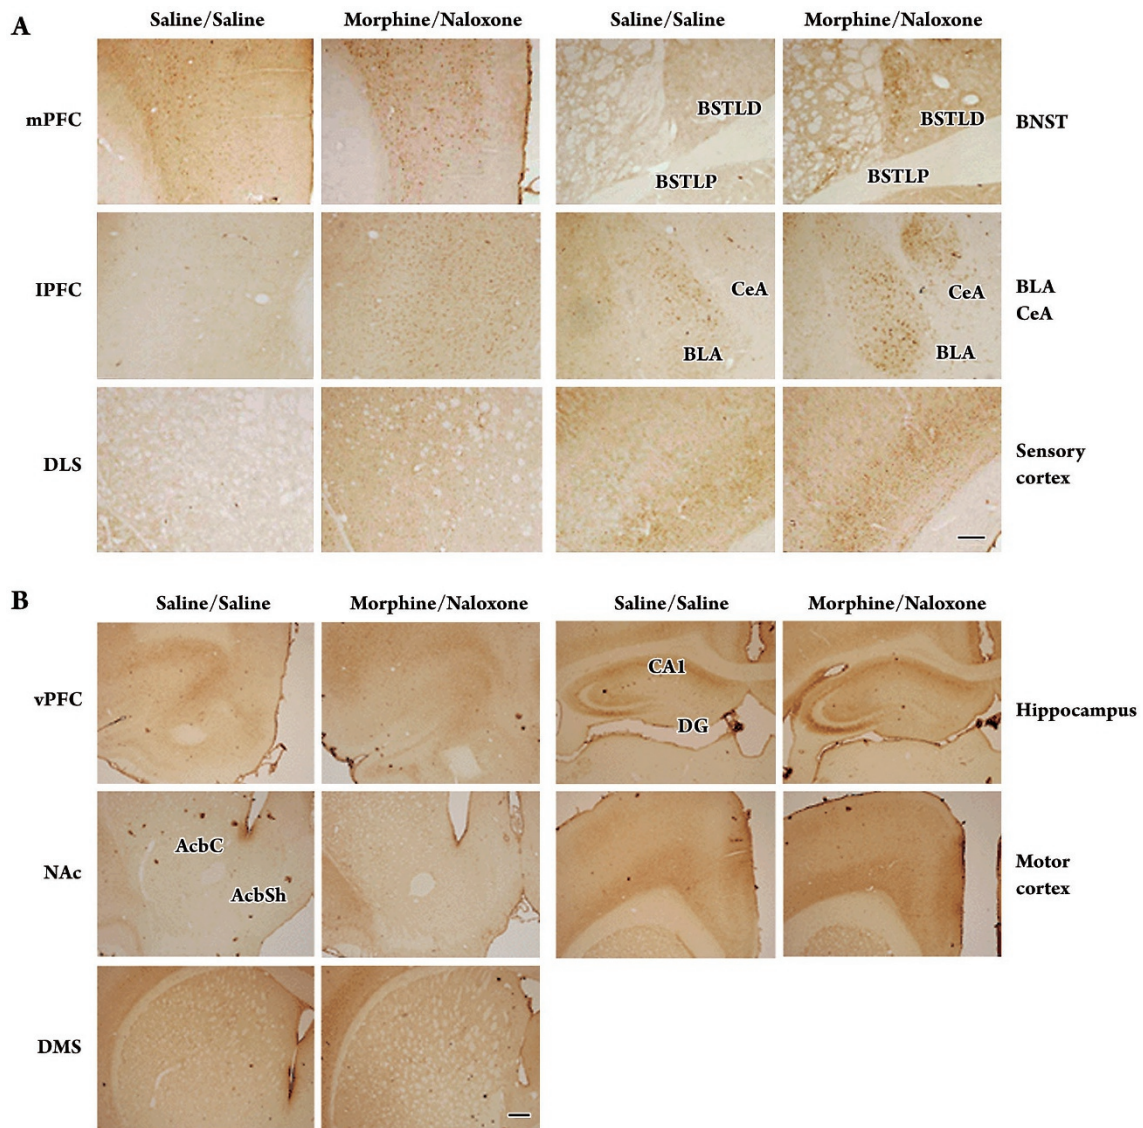 A
Saline/Saline Morphine/Naloxone Saline/Saline Morphine/Naloxone
mPFC
BSTLD
BSTLP
BSTLD
BSTLP
BNST
lPFC
CeA
BLA
CeA
BLA
BLA
CeA
DLS
Sensory
cortex
B
Saline/Saline Morphine/Naloxone Saline/Saline Morphine/Naloxone
vPFC
CA1
DG
Hippocampus
NAc
AcbC
AcbSh
Motor
cortex
DMS